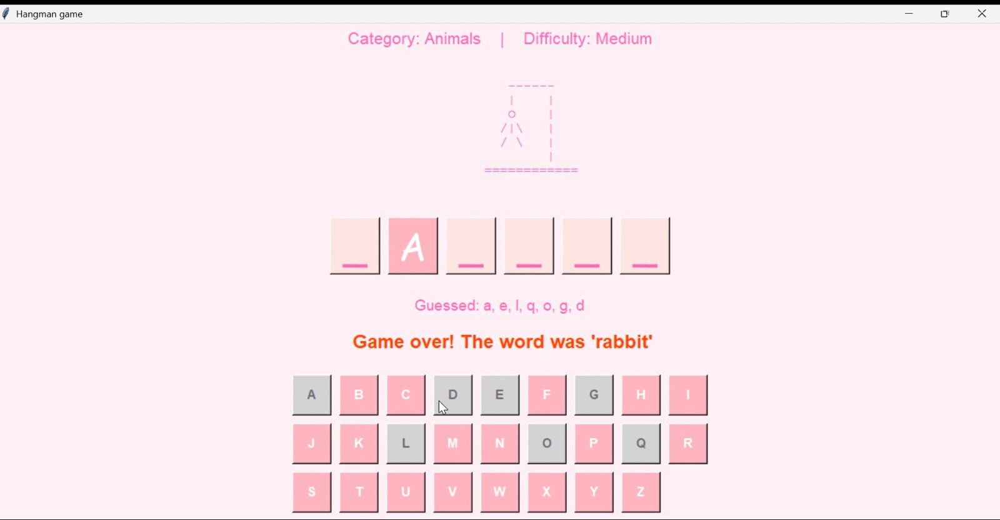 Hangman game
Category: Animals | Difficulty: Medium
------
| |
O |
/|\ |
/ \ |
|
============
_ A _ _ _ _
Guessed: a, e, l, q, o, g, d
Game over! The word was 'rabbit'
A B C D E F G H I
J K L M N O P Q R
S T U V W X Y Z